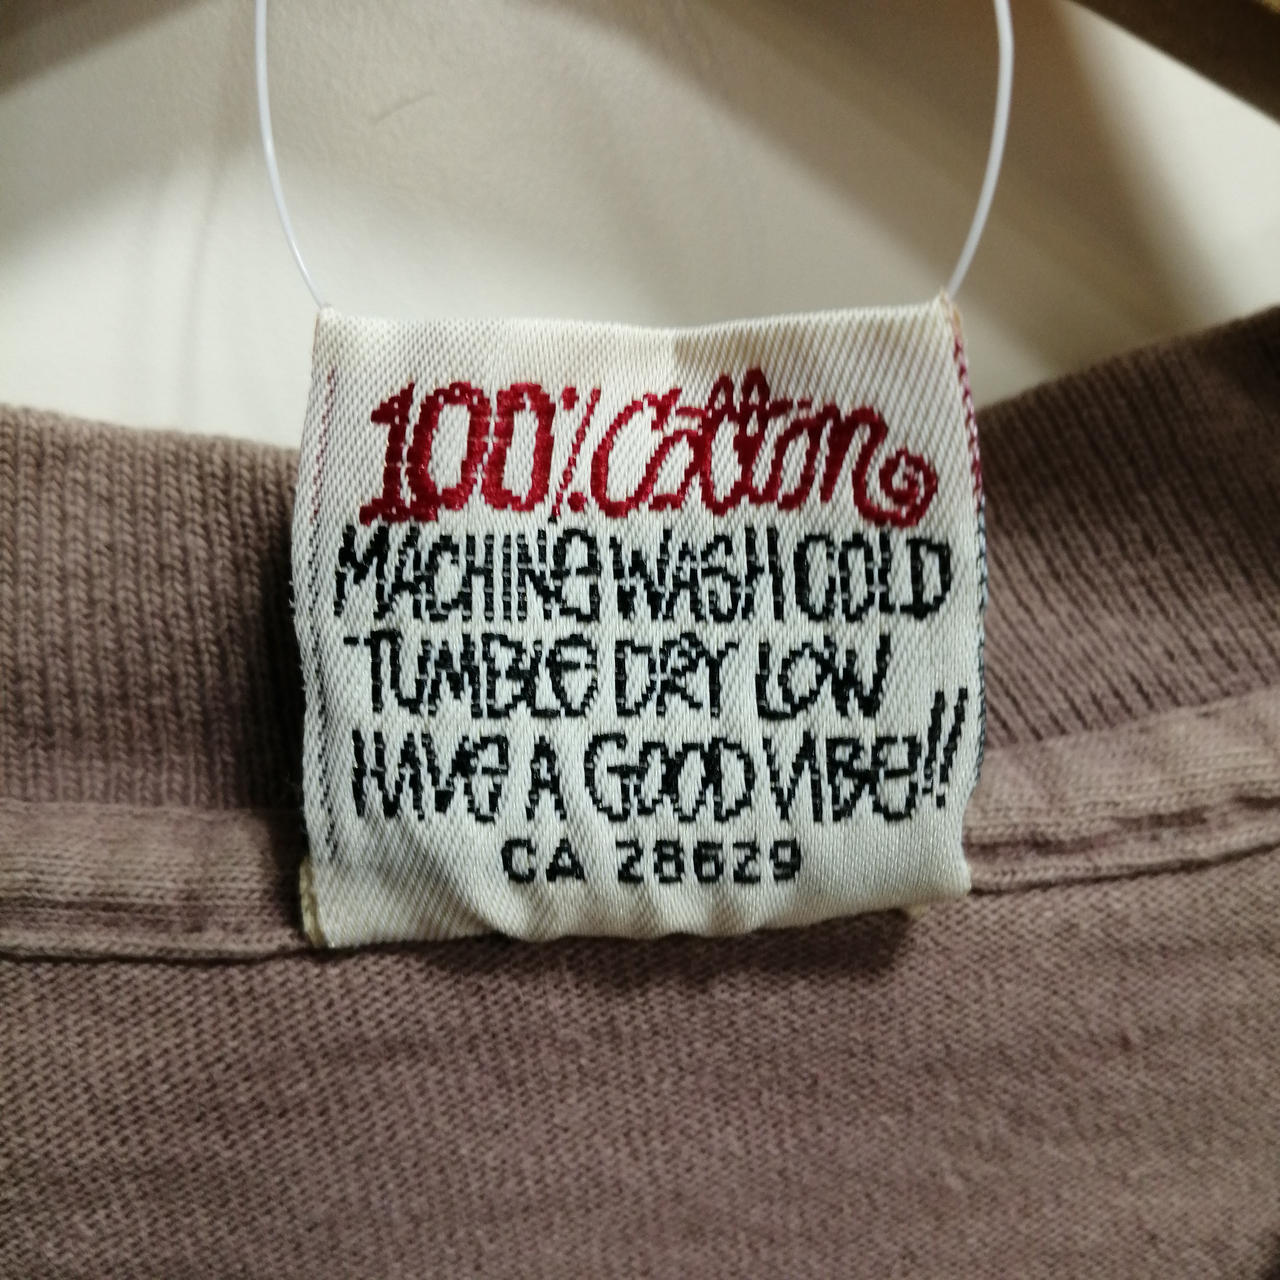 100% Cotton
MACHINE WASH COLD
TUMBLE DRY LOW
HAVE A GOOD VIBE!!
CA 28629